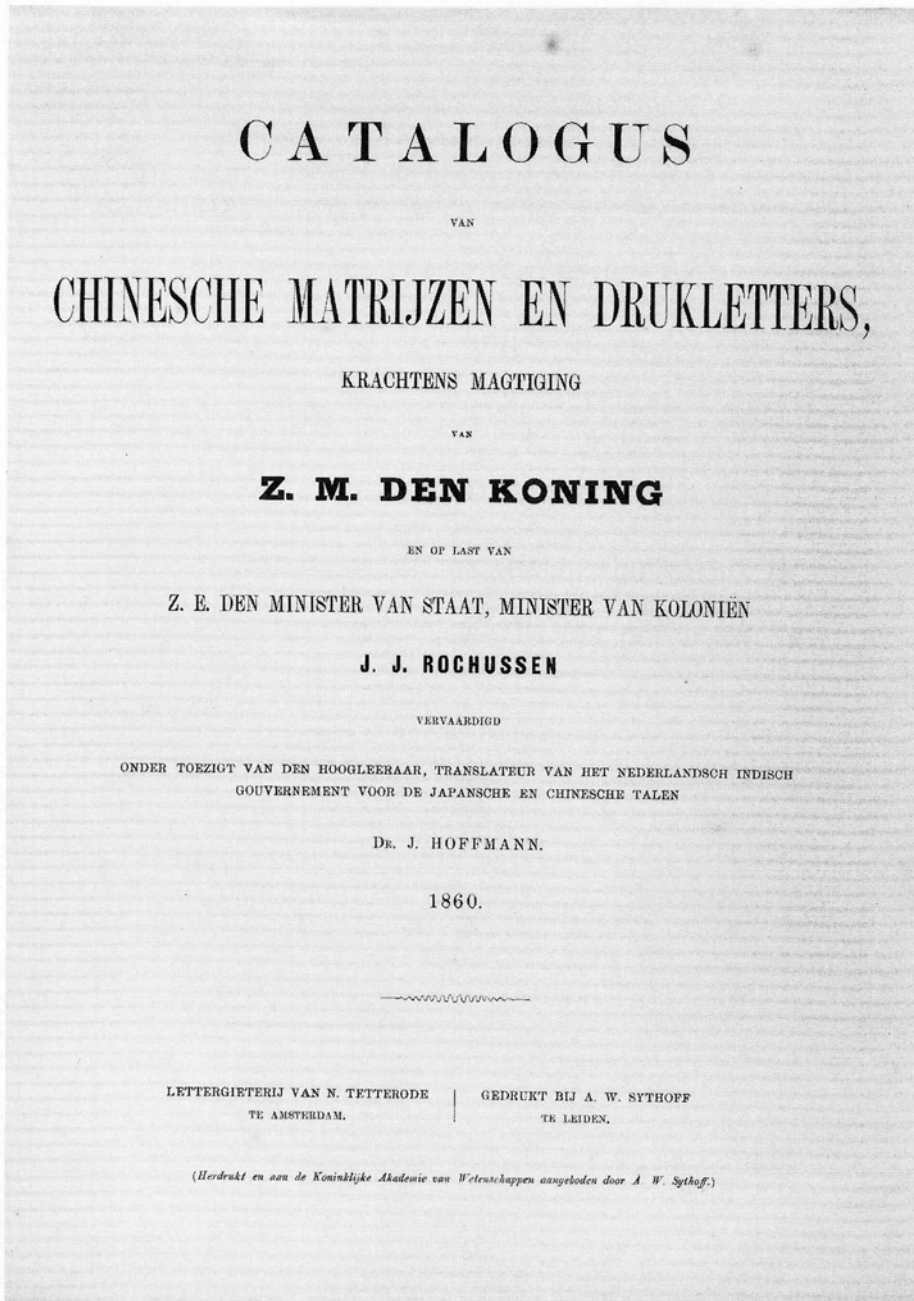 CATALOGUS
VAN
CHINESCHE MATRIJZEN EN DRUKLETTERS,
KRACHTENS MAGTIGING
VAN
Z. M. DEN KONING
EN OP LAST VAN
Z. E. DEN MINISTER VAN STAAT, MINISTER VAN KOLONIËN
J. J. ROCHUSSEN
VERVAARDIGD
ONDER TOEZIGT VAN DEN HOOGLEERAAR, TRANSLATEUR VAN HET NEDERLANDSCH INDISCH
GOUVERNEMENT VOOR DE JAPANSCHE EN CHINESCHE TALEN
DR. J. HOFFMANN.
1860.
LETTERGIETERIJ VAN N. TETTERODE
TE AMSTERDAM.
GEDRUKT BIJ A. W. SYTHOFF
TE LEIDEN.
(Herdrukt en aan de Koninklijke Akademie van Wetenschappen aangeboden door A. W. Sythoff.)